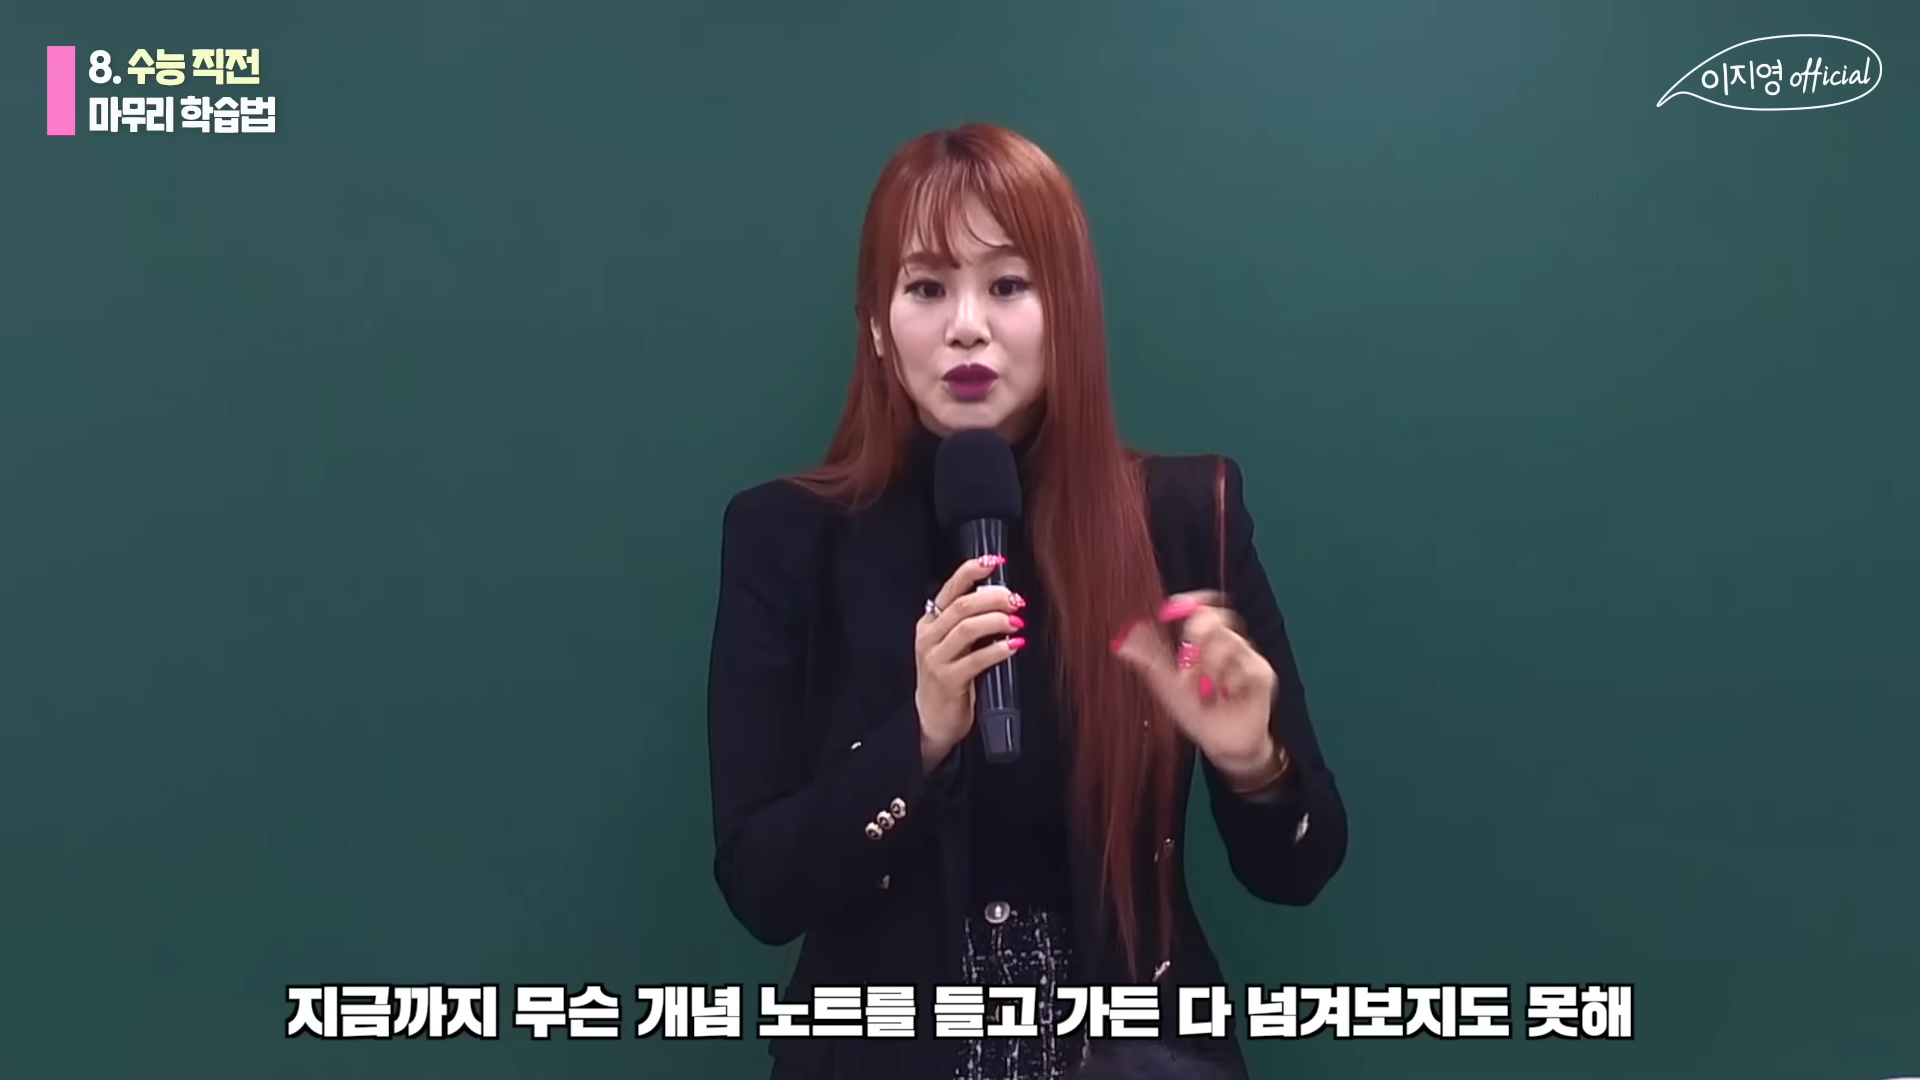 8. 수능 직전
마무리 학습법
이지영 official
지금까지 무슨 개념 노트를 들고 가든 다 넘겨보지도 못해